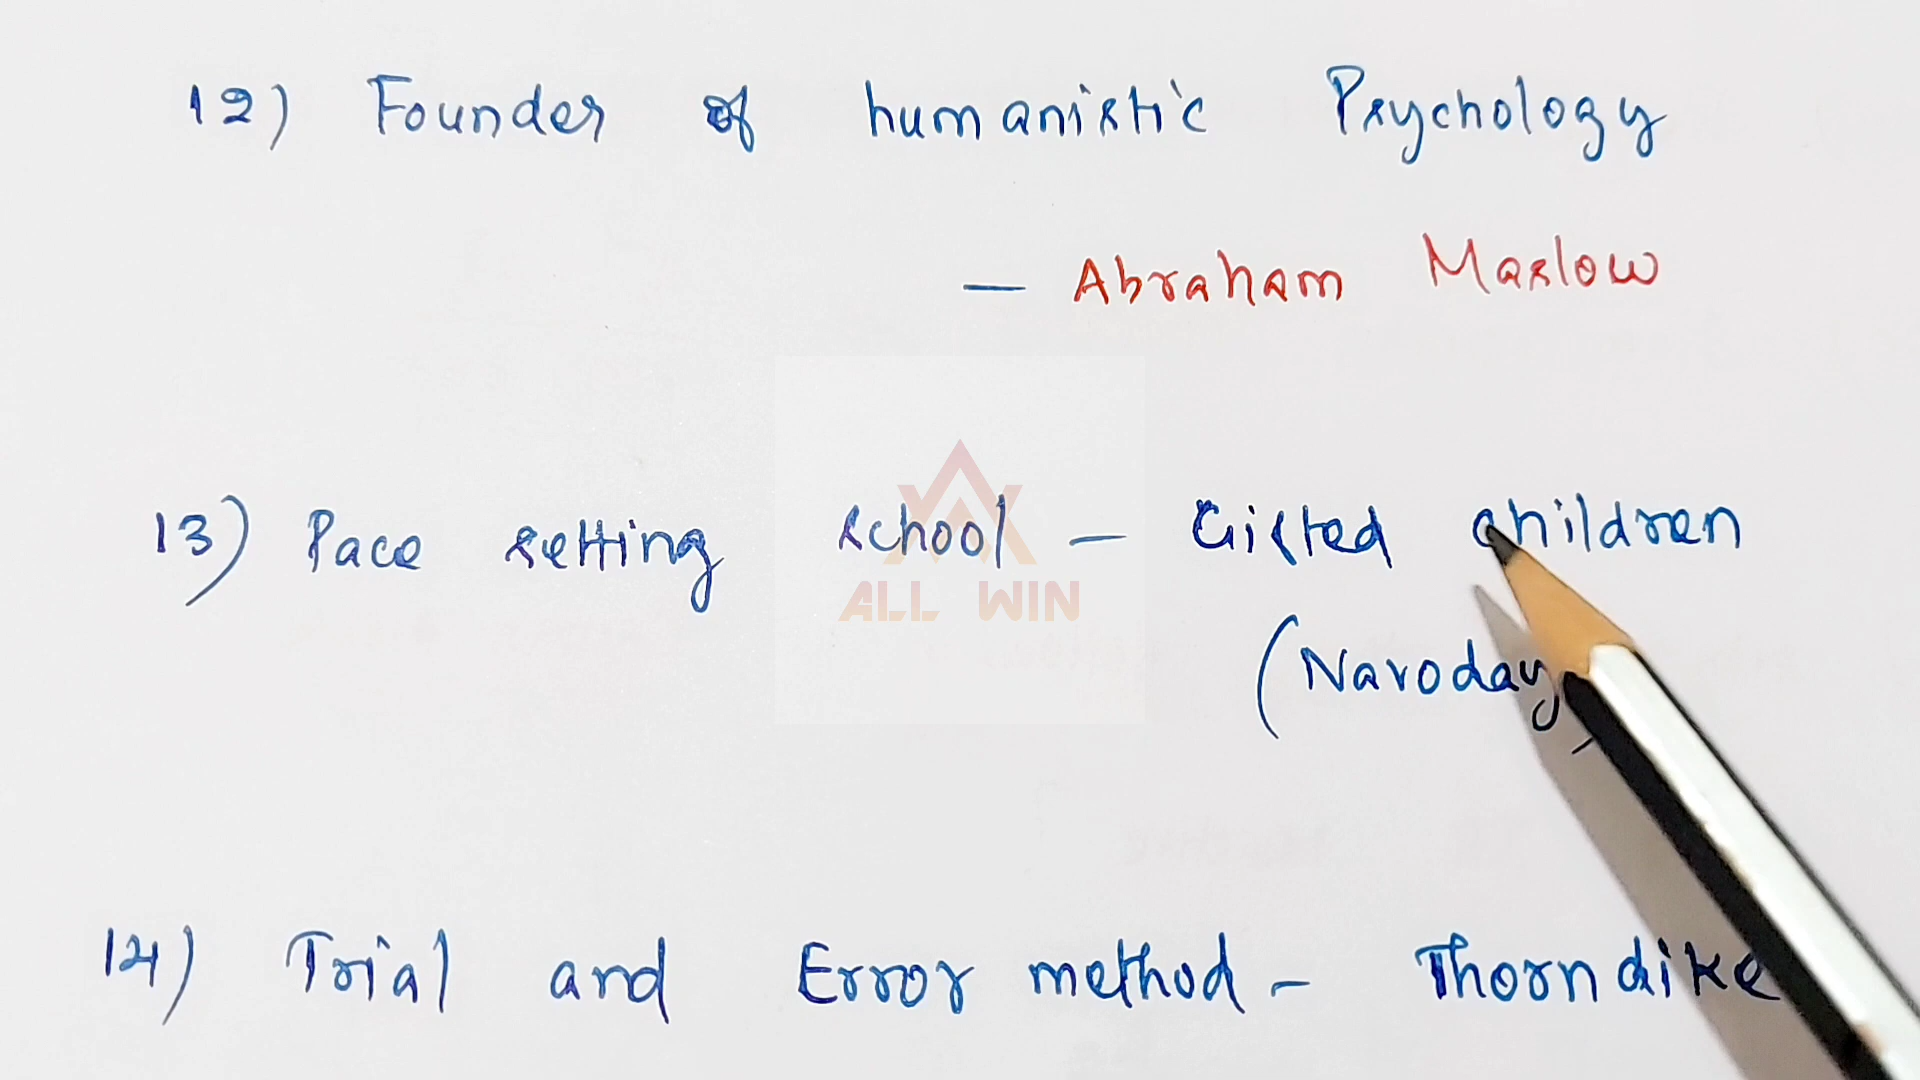 12) Founder of humanistic Psychology
— Abraham Maslow
13) Pace setting school — Gifted children
(Navoday
14) Trial and Error method - Thorndike
ALL WIN